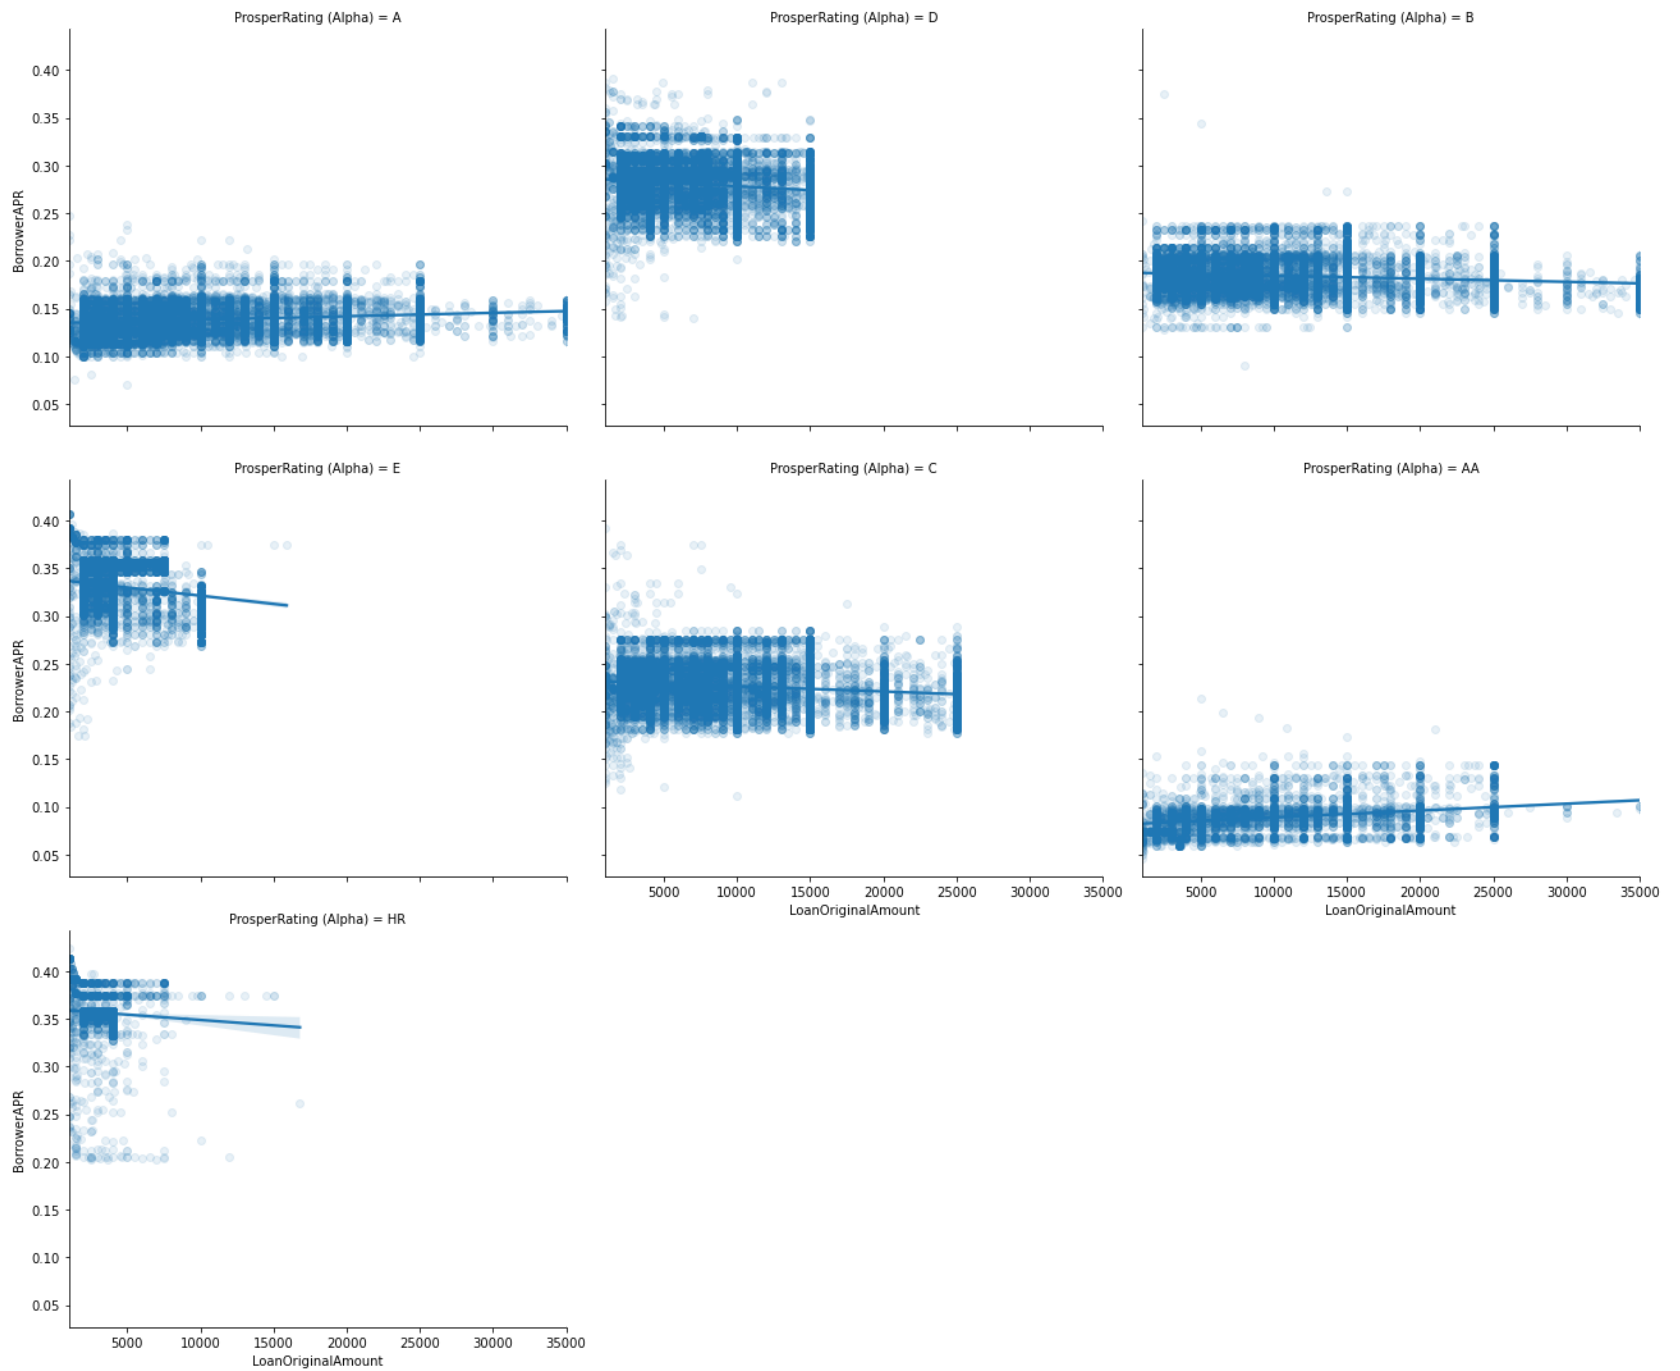 ProsperRating (Alpha) = A
ProsperRating (Alpha) = D
ProsperRating (Alpha) = B
0.40
0.35
0.30
0.25
0.20
0.15
0.10
0.05
BorrowerAPR
ProsperRating (Alpha) = E
ProsperRating (Alpha) = C
ProsperRating (Alpha) = AA
0.40
0.35
0.30
0.25
0.20
0.15
0.10
0.05
BorrowerAPR
5000 10000 15000 20000 25000 30000 35000
LoanOriginalAmount
5000 10000 15000 20000 25000 30000 35000
LoanOriginalAmount
ProsperRating (Alpha) = HR
0.40
0.35
0.30
0.25
0.20
0.15
0.10
0.05
BorrowerAPR
5000 10000 15000 20000 25000 30000 35000
LoanOriginalAmount